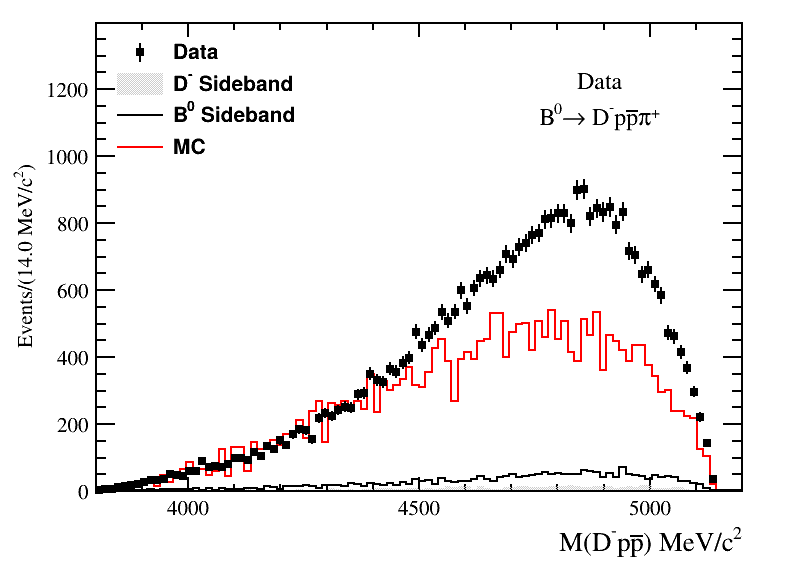 Data
D⁻ Sideband
B⁰ Sideband
MC
Data
B⁰→ D⁻pp̅π⁺
Events/(14.0 MeV/c²)
1200
1000
800
600
400
200
0
4000 4500 5000
M(D⁻pp̅) MeV/c²